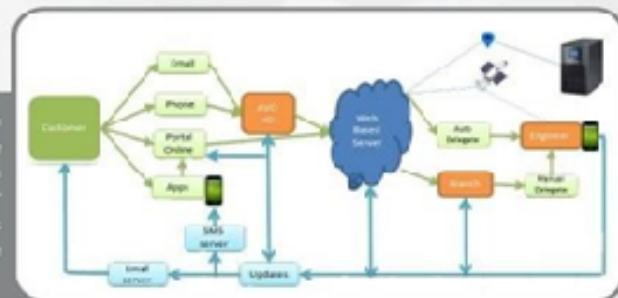 Customer
Email
Phone
Portal
Online
Apps
Web
Based
Server
Auto
Delegate
Engineer
Branch
Manual
Delegate
SMS
server
Email
server
Updates